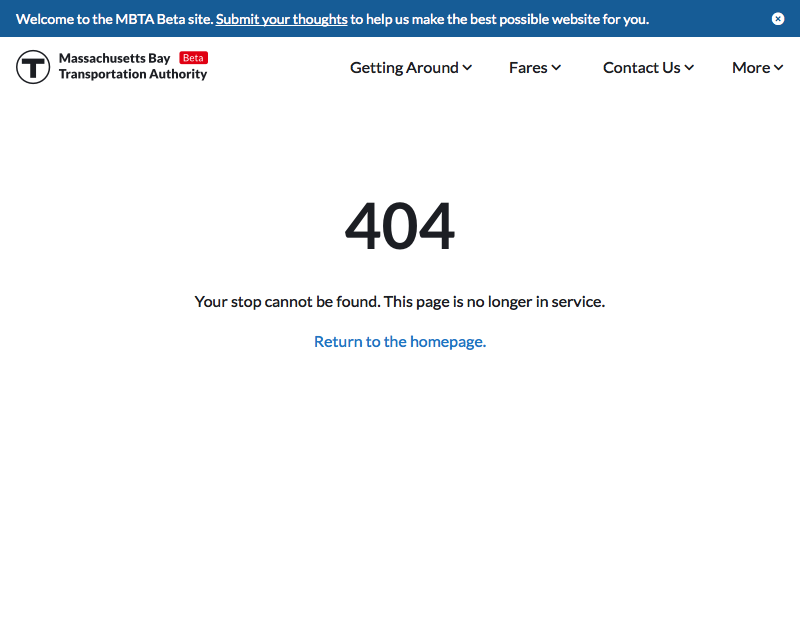 Welcome to the MBTA Beta site. Submit your thoughts to help us make the best possible website for you.
T
Massachusetts Bay Beta
Transportation Authority
Getting Around Fares Contact Us More
404
Your stop cannot be found. This page is no longer in service.
Return to the homepage.